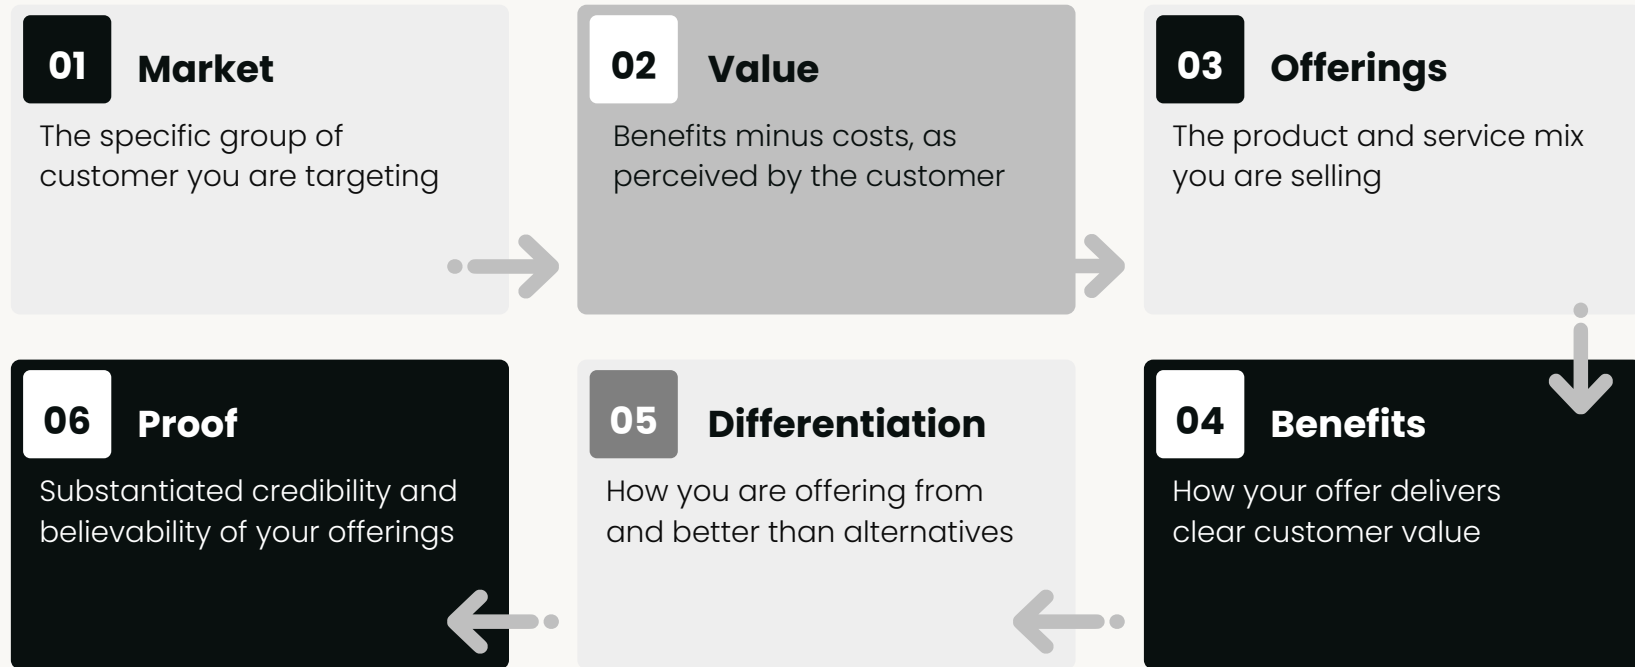 01 Market
The specific group of
customer you are targeting
02 Value
Benefits minus costs, as
perceived by the customer
03 Offerings
The product and service mix
you are selling
04 Benefits
How your offer delivers
clear customer value
05 Differentiation
How you are offering from
and better than alternatives
06 Proof
Substantiated credibility and
believability of your offerings